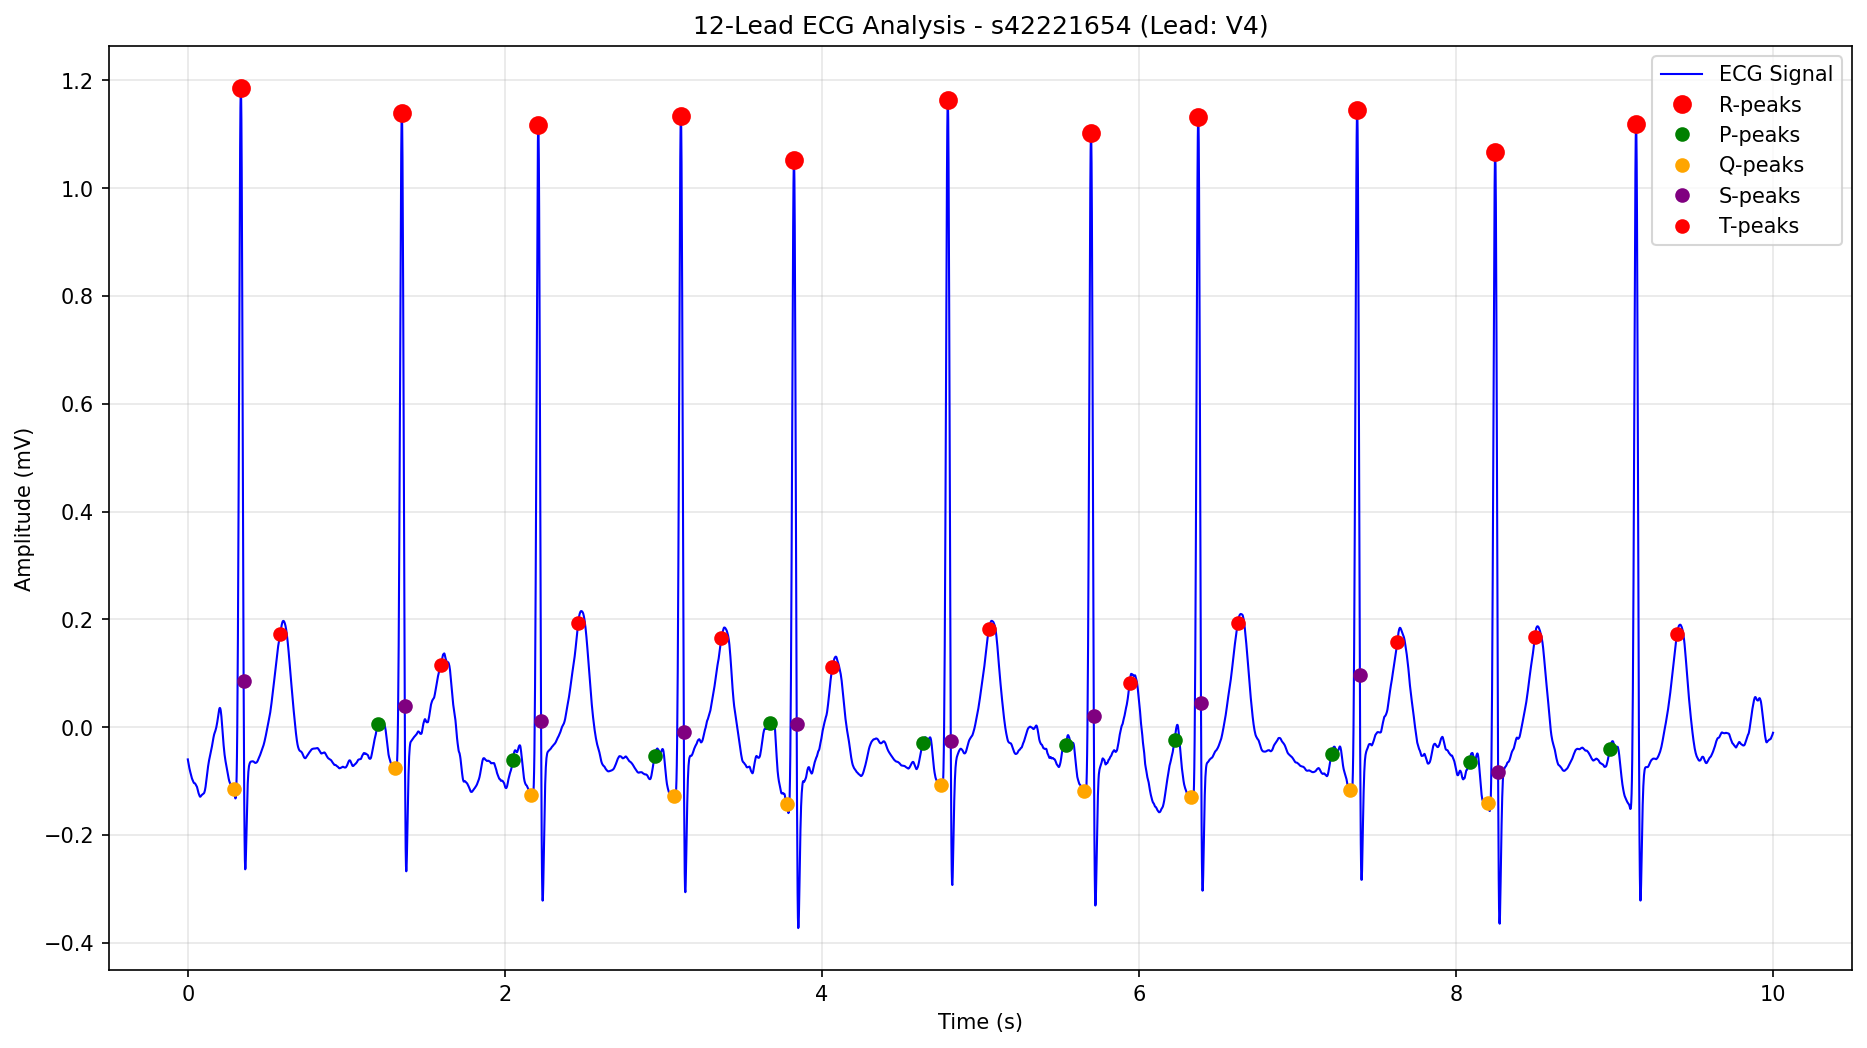 12-Lead ECG Analysis - s42221654 (Lead: V4)
ECG Signal
R-peaks
P-peaks
Q-peaks
S-peaks
T-peaks
Amplitude (mV)
1.2
1.0
0.8
0.6
0.4
0.2
0.0
−0.2
−0.4
0 2 4 6 8 10
Time (s)